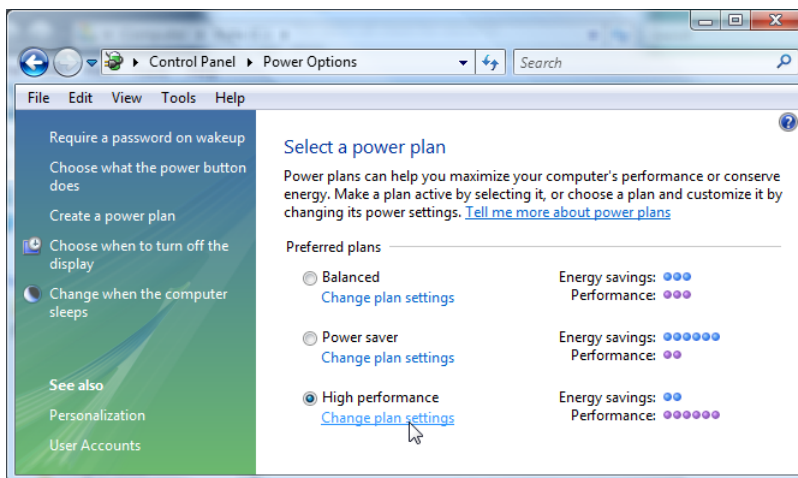 Control Panel Power Options
Search
File Edit View Tools Help
Require a password on wakeup
Choose what the power button
does
Create a power plan
Choose when to turn off the
display
Change when the computer
sleeps
See also
Personalization
User Accounts
Select a power plan
Power plans can help you maximize your computer's performance or conserve
energy. Make a plan active by selecting it, or choose a plan and customize it by
changing its power settings. Tell me more about power plans
Preferred plans
Balanced Energy savings:
Change plan settings Performance:
Power saver Energy savings:
Change plan settings Performance:
High performance Energy savings:
Change plan settings Performance: